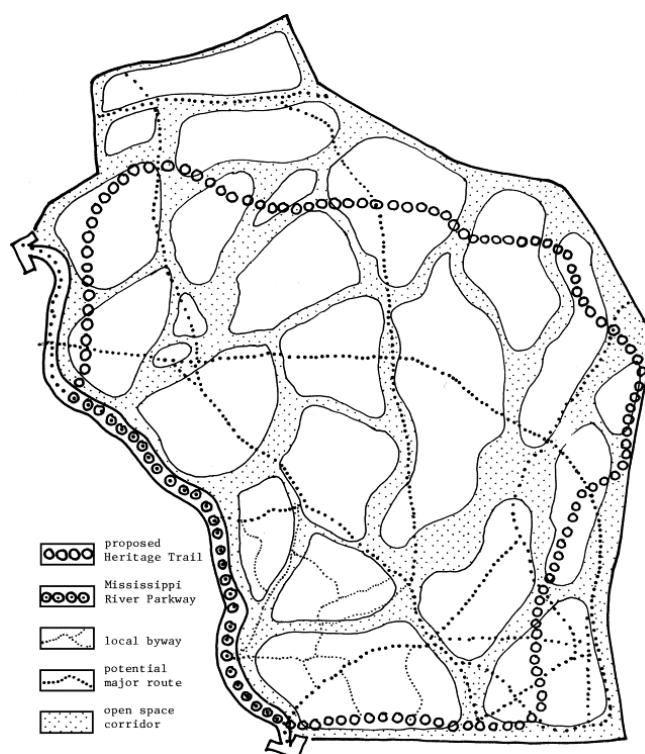 proposed
Heritage Trail
Mississippi
River Parkway
local byway
potential
major route
open space
corridor